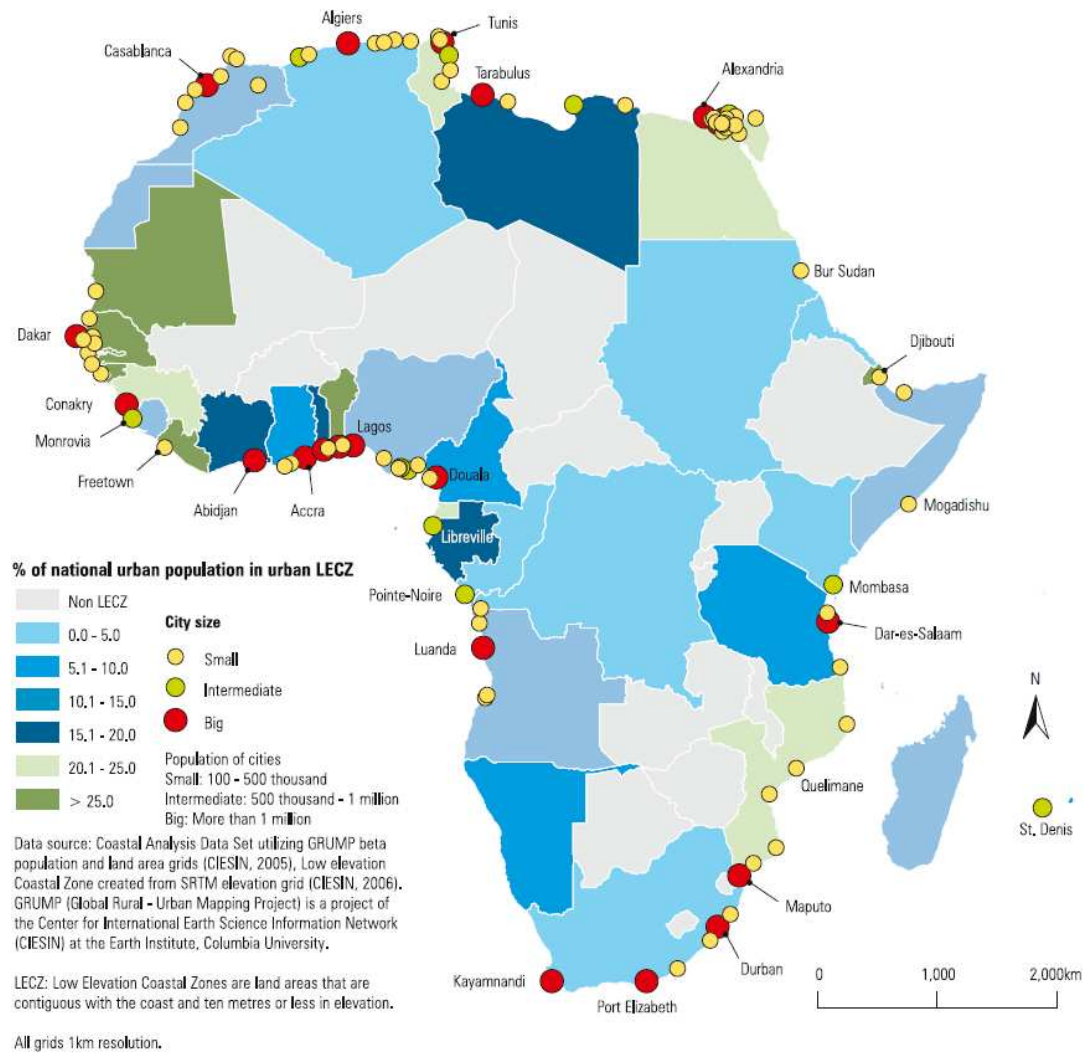 Algiers
Tunis
Casablanca
Tarabulus
Alexandria
Bur Sudan
Dakar
Djibouti
Conakry
Lagos
Monrovia
Freetown
Douala
Abidjan
Accra
Mogadishu
Libreville
% of national urban population in urban LECZ
Non LECZ
0.0 - 5.0
5.1 - 10.0
10.1 - 15.0
15.1 - 20.0
20.1 - 25.0
> 25.0
City size
Small
Intermediate
Big
Population of cities
Small: 100 - 500 thousand
Intermediate: 500 thousand - 1 million
Big: More than 1 million
Pointe-Noire
Mombasa
Luanda
Dar-es-Salaam
N
Quelimane
St. Denis
Maputo
Durban
Kayamnandi
Port Elizabeth
0 1,000 2,000km
Data source: Coastal Analysis Data Set utilizing GRUMP beta
population and land area grids (CIESIN, 2005), Low elevation
Coastal Zone created from SRTM elevation grid (CIESIN, 2006).
GRUMP (Global Rural - Urban Mapping Project) is a project of
the Center for International Earth Science Information Network
(CIESIN) at the Earth Institute, Columbia University.
LECZ: Low Elevation Coastal Zones are land areas that are
contiguous with the coast and ten metres or less in elevation.
All grids 1km resolution.